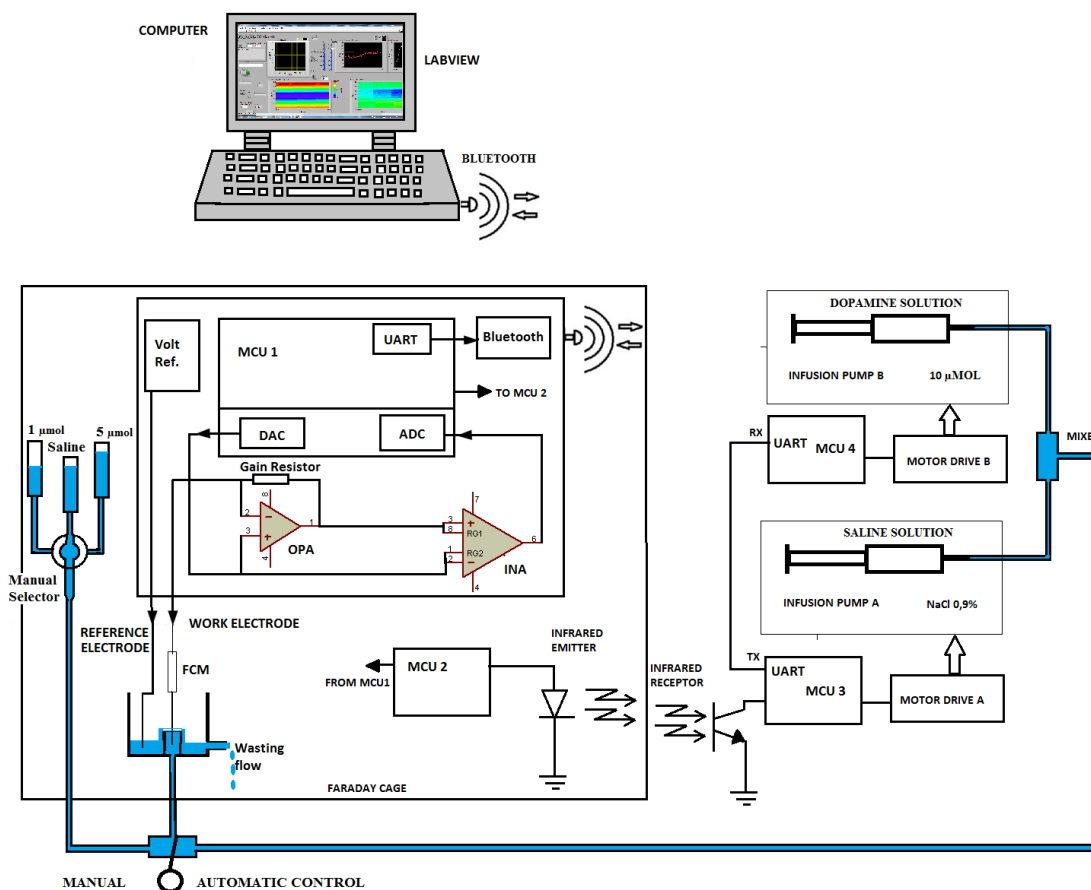 COMPUTER
LABVIEW
BLUETOOTH
DOPAMINE SOLUTION
INFUSION PUMP B
10 µMOL
Volt
Ref.
MCU 1
UART
Bluetooth
TO MCU 2
DAC
ADC
1 µmol
Saline
5 µmol
Gain Resistor
8
2
3
1
4
OPA
7
3
8
RG1
1
RG2
2
6
4
INA
Manual
Selector
RX
UART
MCU 4
MOTOR DRIVE B
MIXE
SALINE SOLUTION
INFUSION PUMP A
NaCl 0,9%
REFERENCE
ELECTRODE
WORK ELECTRODE
FCM
INFRARED
EMITTER
MCU 2
FROM MCU1
INFRARED
RECEPTOR
TX
UART
MCU 3
MOTOR DRIVE A
Wasting
flow
FARADAY CAGE
MANUAL
AUTOMATIC CONTROL